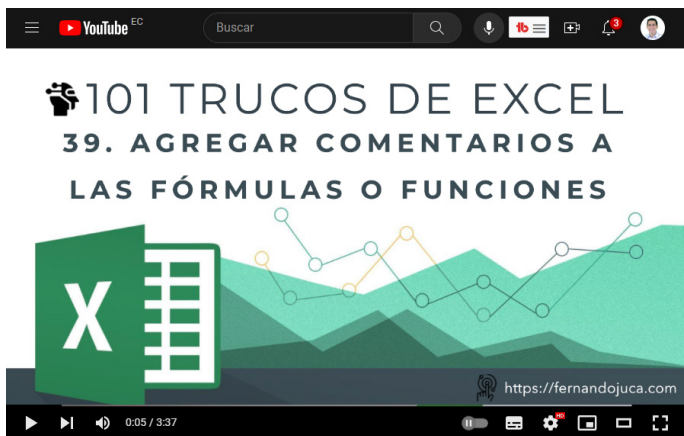 YouTube EC
Buscar
3
101 TRUCOS DE EXCEL
39. AGREGAR COMENTARIOS A
LAS FÓRMULAS O FUNCIONES
X
https://fernandojuca.com
0:05 / 3:37
HD